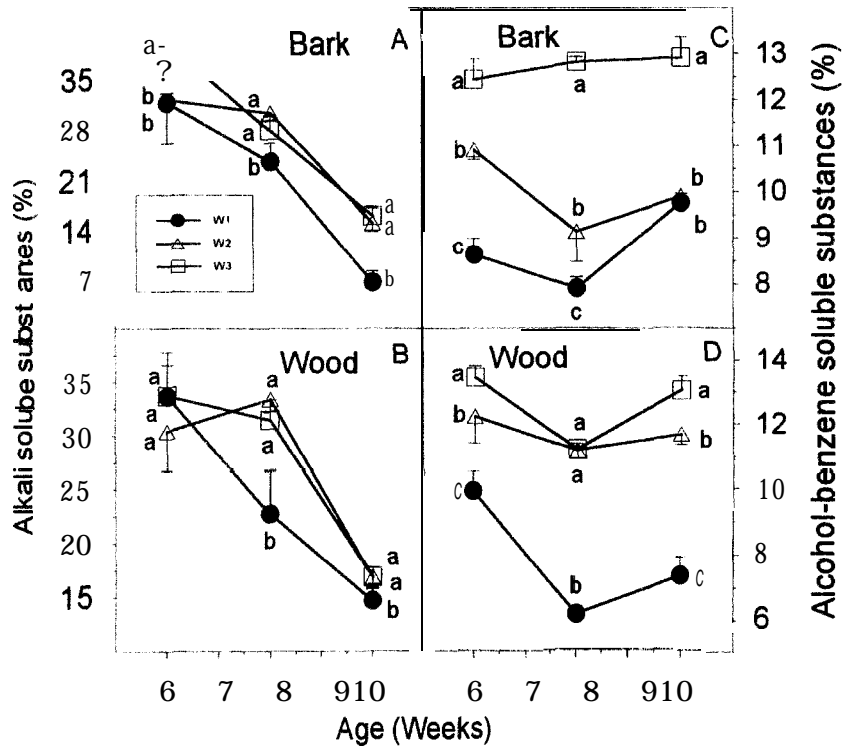 a-
?
Bark
A
35
28
21
14
7
b
b
a
a
b
a
a
b
W1
W2
W3
Bark
C
13
12
11
10
9
8
a
a
a
b
b
b
c
c
b
Wood
B
35
30
25
20
15
a
a
a
a
a
b
a
a
b
Wood
D
14
12
10
8
6
a
b
c
a
a
b
a
b
c
6 7 8 910
6 7 8 910
Age (Weeks)
Alkali solube subst anes (%)
Alcohol-benzene soluble substances (%)